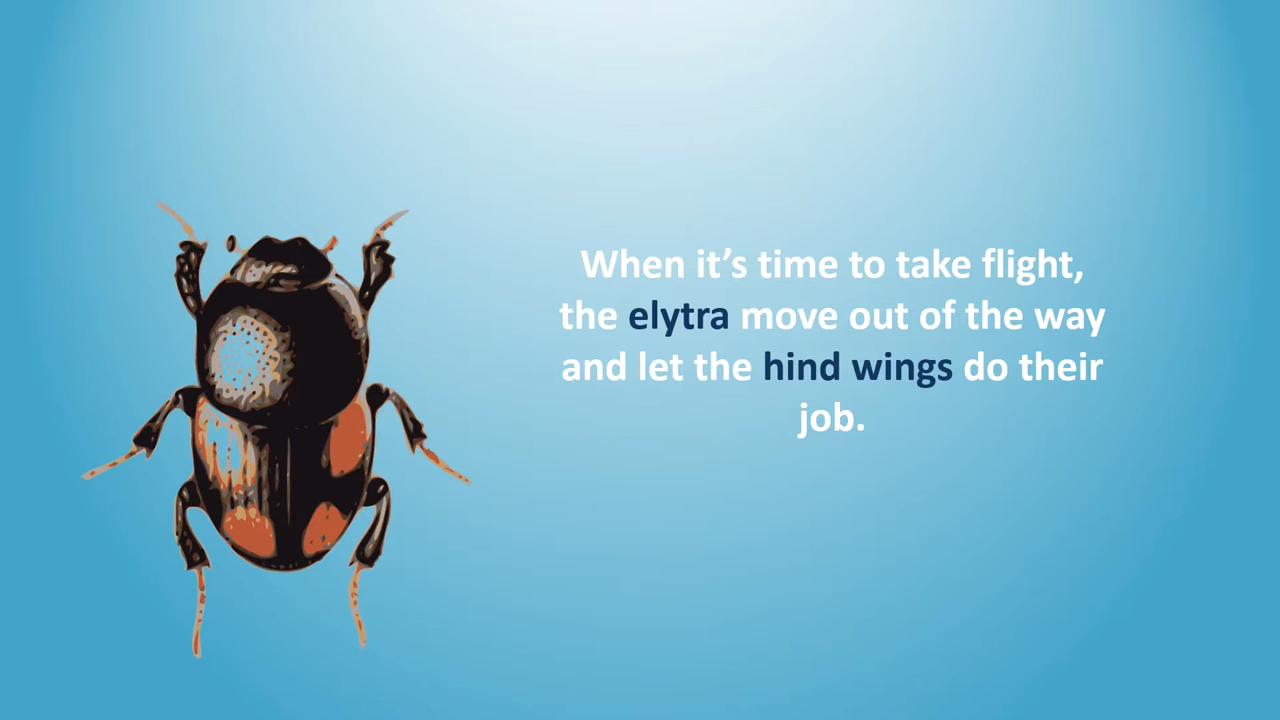 When it’s time to take flight,
the elytra move out of the way
and let the hind wings do their
job.